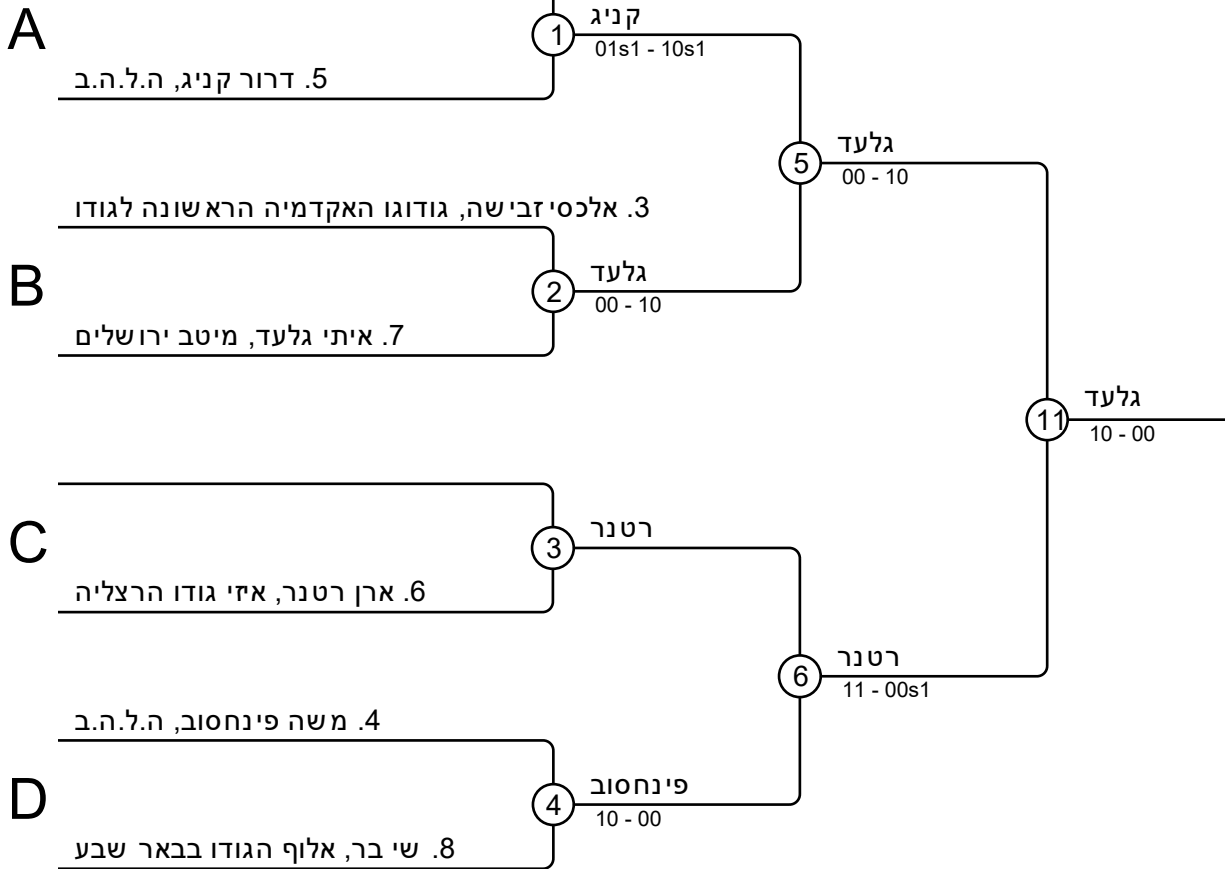 A
1
קניג
01s1 - 10s1
5. דרור קניג, ה.ל.ה.ב
5
גלעד
00 - 10
3. אלכסי זבישה, גודוגו האקדמיה הראשונה לגודו
B
2
גלעד
00 - 10
7. איתי גלעד, מיטב ירושלים
11
גלעד
10 - 00
C
3
רטנר
6. ארן רטנר, איזי גודו הרצליה
6
רטנר
11 - 00s1
4. משה פינחסוב, ה.ל.ה.ב
D
4
פינחסוב
10 - 00
8. שי בר, אלוף הגודו בבאר שבע